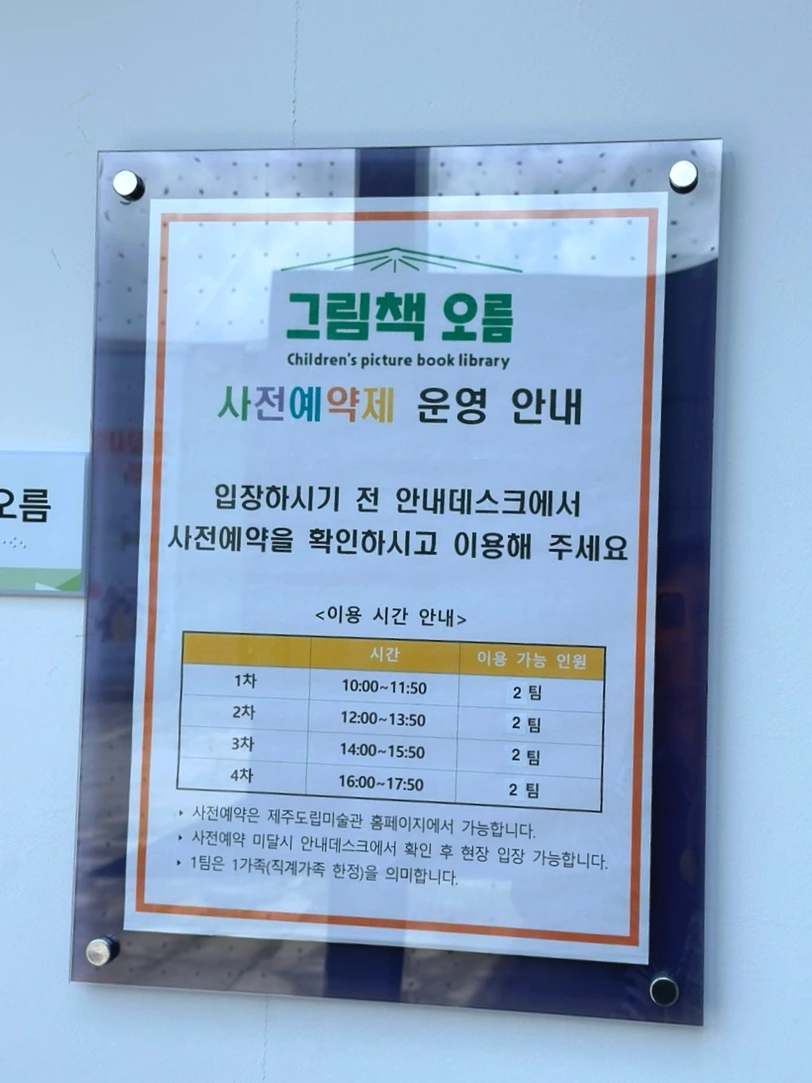 그림책 오름
Children's picture book library
사전예약제 운영 안내
입장하시기 전 안내데스크에서
사전예약을 확인하시고 이용해 주세요
<이용 시간 안내>
시간 이용 가능 인원
1차 10:00~11:50 2 팀
2차 12:00~13:50 2 팀
3차 14:00~15:50 2 팀
4차 16:00~17:50 2 팀
‣ 사전예약은 제주도립미술관 홈페이지에서 가능합니다.
‣ 사전예약 미달시 안내데스크에서 확인 후 현장 입장 가능합니다.
‣ 1팀은 1가족(직계가족 한정)을 의미합니다.
오름